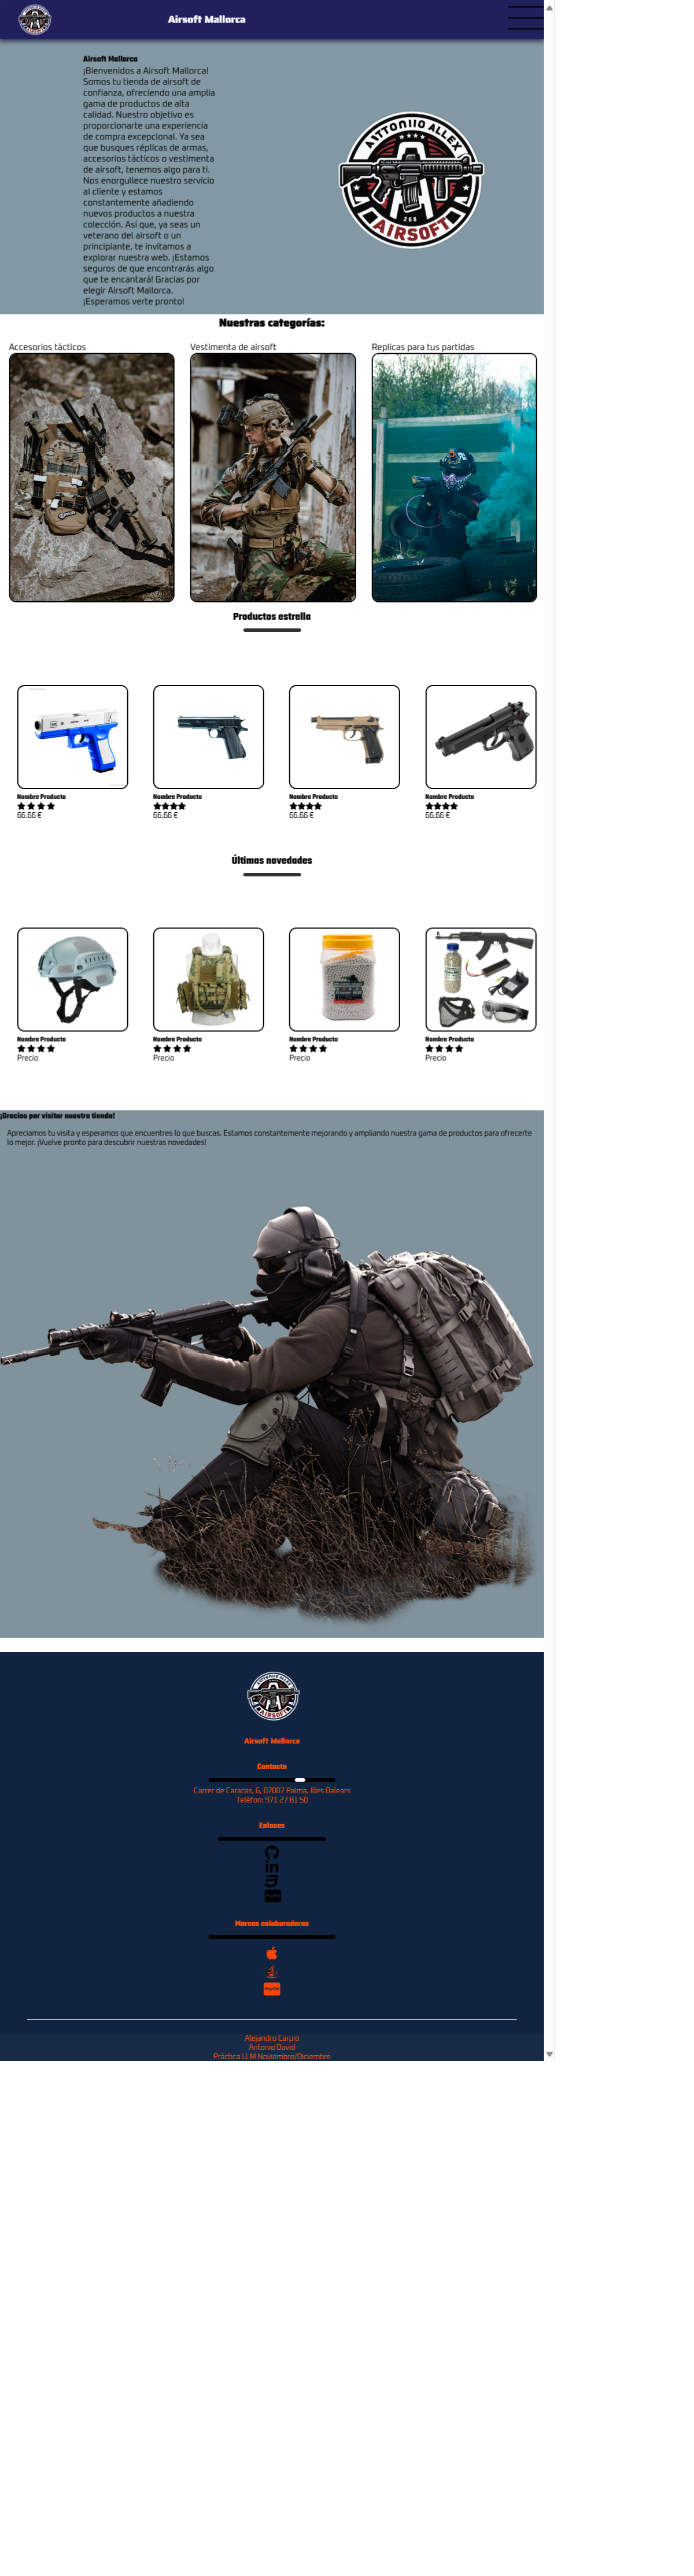 Airsoft Mallorca
Airsoft Mallorca
¡Bienvenidos a Airsoft Mallorca!
Somos tu tienda de airsoft de
confianza, ofreciendo una amplia
gama de productos de alta
calidad. Nuestro objetivo es
proporcionarte una experiencia
de compra excepcional. Ya sea
que busques réplicas de armas,
accesorios tácticos o vestimenta
de airsoft, tenemos algo para ti.
Nos enorgullece nuestro servicio
al cliente y estamos
constantemente añadiendo
nuevos productos a nuestra
colección. Así que, ya seas un
veterano del airsoft o un
principiante, te invitamos a
explorar nuestra web. ¡Estamos
seguros de que encontrarás algo
que te encantará! Gracias por
elegir Airsoft Mallorca.
¡Esperamos verte pronto!
AIRSOFT
Nuestras categorías:
Accesorios tácticos
Vestimenta de airsoft
Replicas para tus partidas
Productos estrella
Nombre Producto
66.66 €
Nombre Producto
66.66 €
Nombre Producto
66.66 €
Nombre Producto
66.66 €
Últimas novedades
Nombre Producto
Precio
Nombre Producto
Precio
Nombre Producto
Precio
Nombre Producto
Precio
¡Gracias por visitar nuestra tienda!
Apreciamos tu visita y esperamos que encuentres lo que buscas. Estamos constantemente mejorando y ampliando nuestra gama de productos para ofrecerte
lo mejor. ¡Vuelve pronto para descubrir nuestras novedades!
AIRSOFT
Airsoft Mallorca
Contacto
Carrer de Caracas, 6, 07007 Palma, Illes Balears
Telèfon: 971 27 81 50
Enlaces
Marcas colaboradoras
PayPal
Alejandro Carpio
Antonio David
Práctica LLM Noviembre/Diciembre